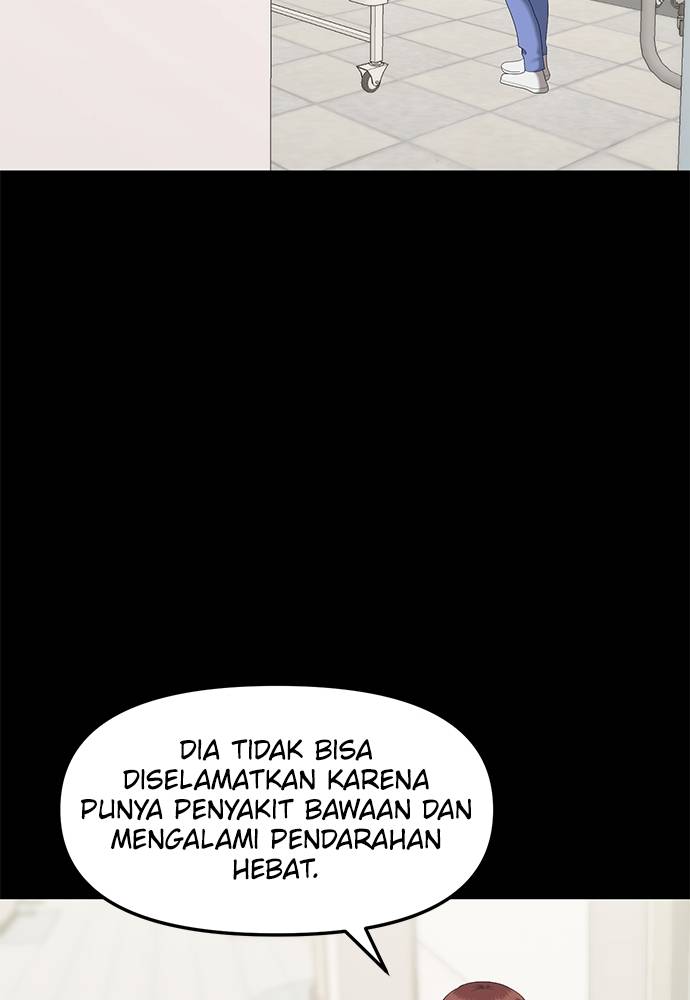 DIA TIDAK BISA
DISELAMATKAN KARENA
PUNYA PENYAKIT BAWAAN DAN
MENGALAMI PENDARAHAN
HEBAT.